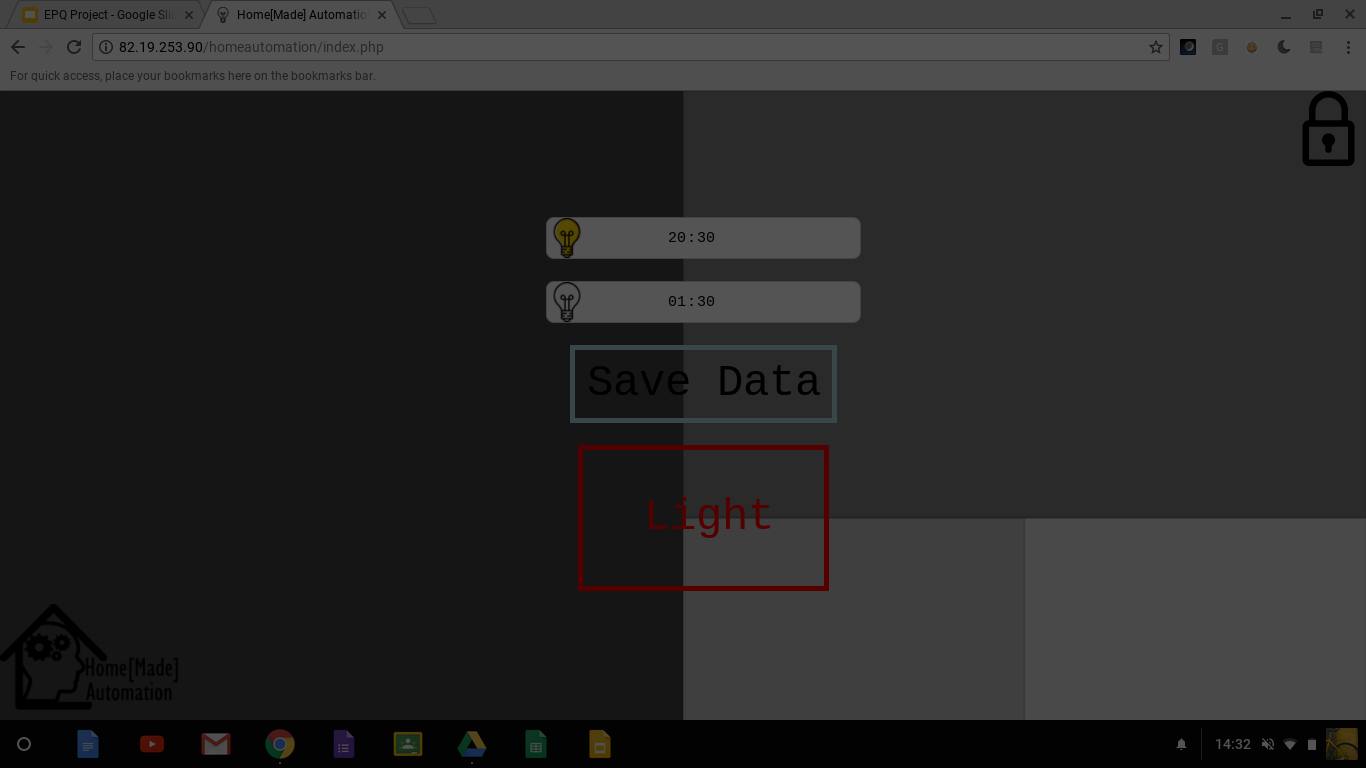 EPQ Project - Google Slid
Home[Made] Automatio
82.19.253.90/homeautomation/index.php
For quick access, place your bookmarks here on the bookmarks bar.
20:30
01:30
Save Data
Light
Home[Made]
Automation
14:32